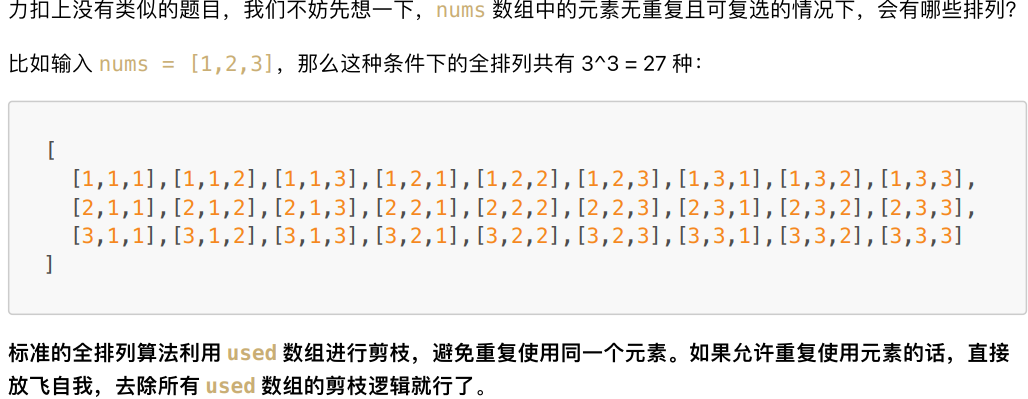 力扣上没有类似的题目，我们不妨先想一下，nums 数组中的元素无重复且可复选的情况下，会有哪些排列？
比如输入 nums = [1,2,3]，那么这种条件下的全排列共有 3^3 = 27 种：
[
[1,1,1],[1,1,2],[1,1,3],[1,2,1],[1,2,2],[1,2,3],[1,3,1],[1,3,2],[1,3,3],
[2,1,1],[2,1,2],[2,1,3],[2,2,1],[2,2,2],[2,2,3],[2,3,1],[2,3,2],[2,3,3],
[3,1,1],[3,1,2],[3,1,3],[3,2,1],[3,2,2],[3,2,3],[3,3,1],[3,3,2],[3,3,3]
]
标准的全排列算法利用 used 数组进行剪枝，避免重复使用同一个元素。如果允许重复使用元素的话，直接
放飞自我，去除所有 used 数组的剪枝逻辑就行了。